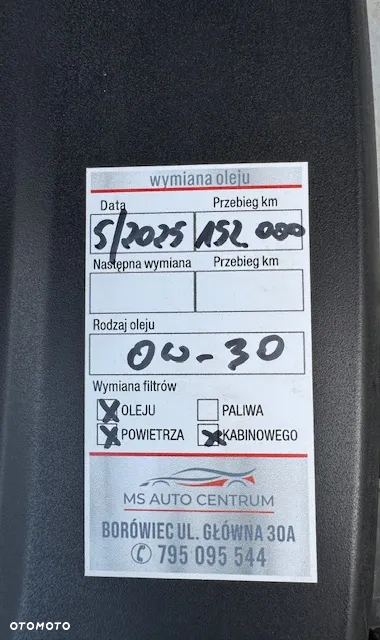 wymiana oleju
Data Przebieg km
5/2025 152.000
Następna wymiana Przebieg km
Rodzaj oleju
0W-30
Wymiana filtrów
X OLEJU PALIWA
X POWIETRZA X KABINOWEGO
MS AUTO CENTRUM
BORÓWIEC UL. GŁÓWNA 30A
795 095 544
OTOMOTO